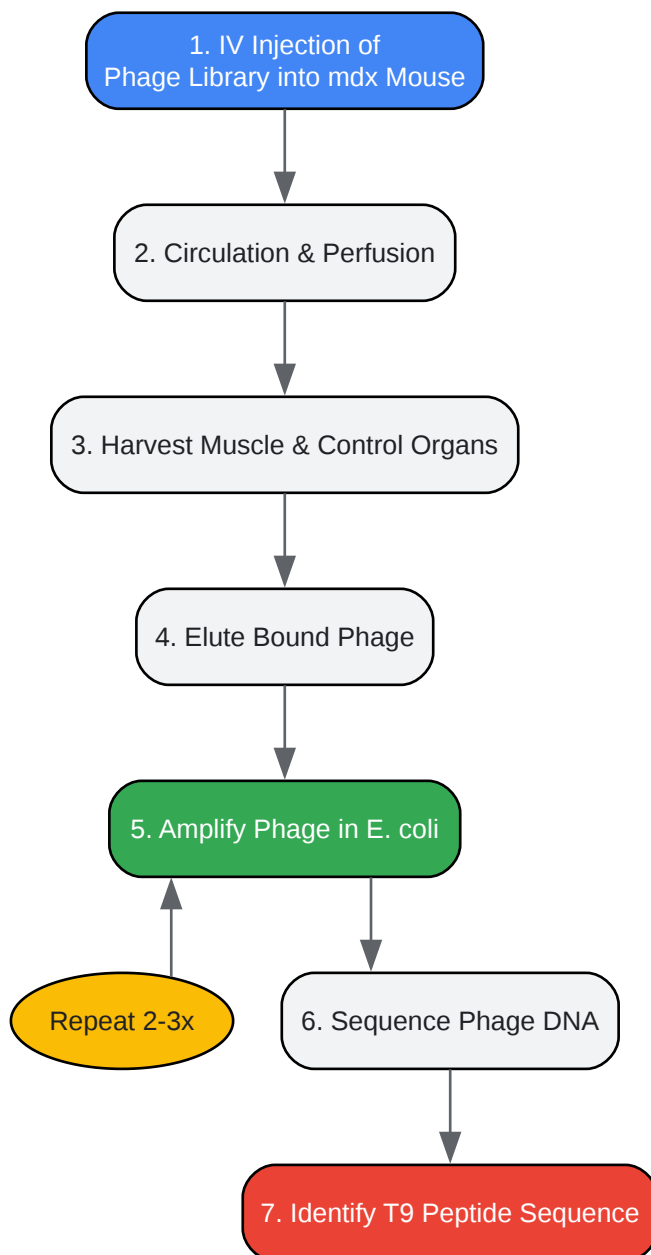 1. IV Injection of
Phage Library into mdx Mouse
2. Circulation & Perfusion
3. Harvest Muscle & Control Organs
4. Elute Bound Phage
5. Amplify Phage in E. coli
Repeat 2-3x
6. Sequence Phage DNA
7. Identify T9 Peptide Sequence